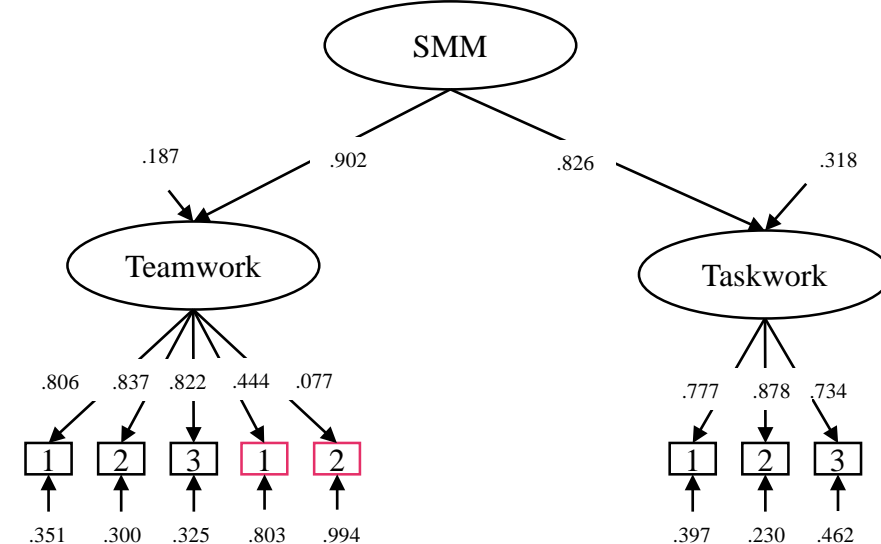 SMM
.187
.902
.826
.318
Teamwork
Taskwork
.806 .837 .822 .444 .077
.777 .878 .734
1 2 3 1 2
1 2 3
.351 .300 .325 .803 .994
.397 .230 .462